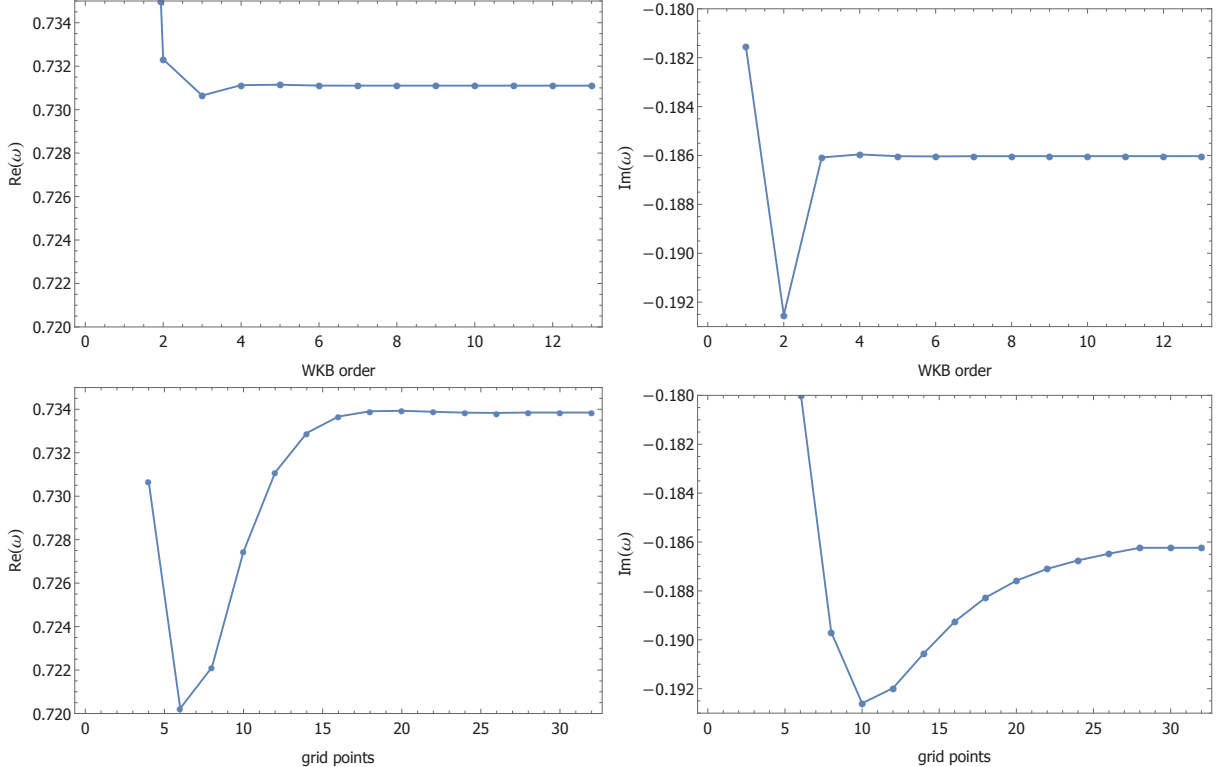 Re(ω)
0.734
0.732
0.730
0.728
0.726
0.724
0.722
0.720
0 2 4 6 8 10 12
WKB order
Im(ω)
−0.180
−0.182
−0.184
−0.186
−0.188
−0.190
−0.192
0 2 4 6 8 10 12
WKB order
Re(ω)
0.734
0.732
0.730
0.728
0.726
0.724
0.722
0.720
0 5 10 15 20 25 30
grid points
Im(ω)
−0.180
−0.182
−0.184
−0.186
−0.188
−0.190
−0.192
0 5 10 15 20 25 30
grid points